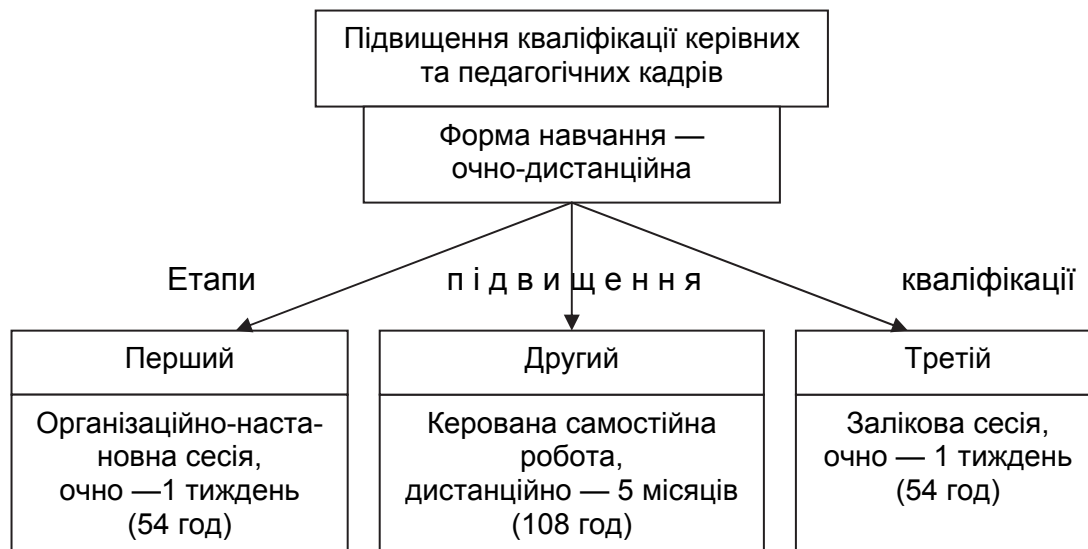 Підвищення кваліфікації керівних
та педагогічних кадрів
Форма навчання —
очно-дистанційна
Етапи підвищення кваліфікації
Перший
Організаційно-наста-
новна сесія,
очно —1 тиждень
(54 год)
Другий
Керована самостійна
робота,
дистанційно — 5 місяців
(108 год)
Третій
Залікова сесія,
очно — 1 тиждень
(54 год)